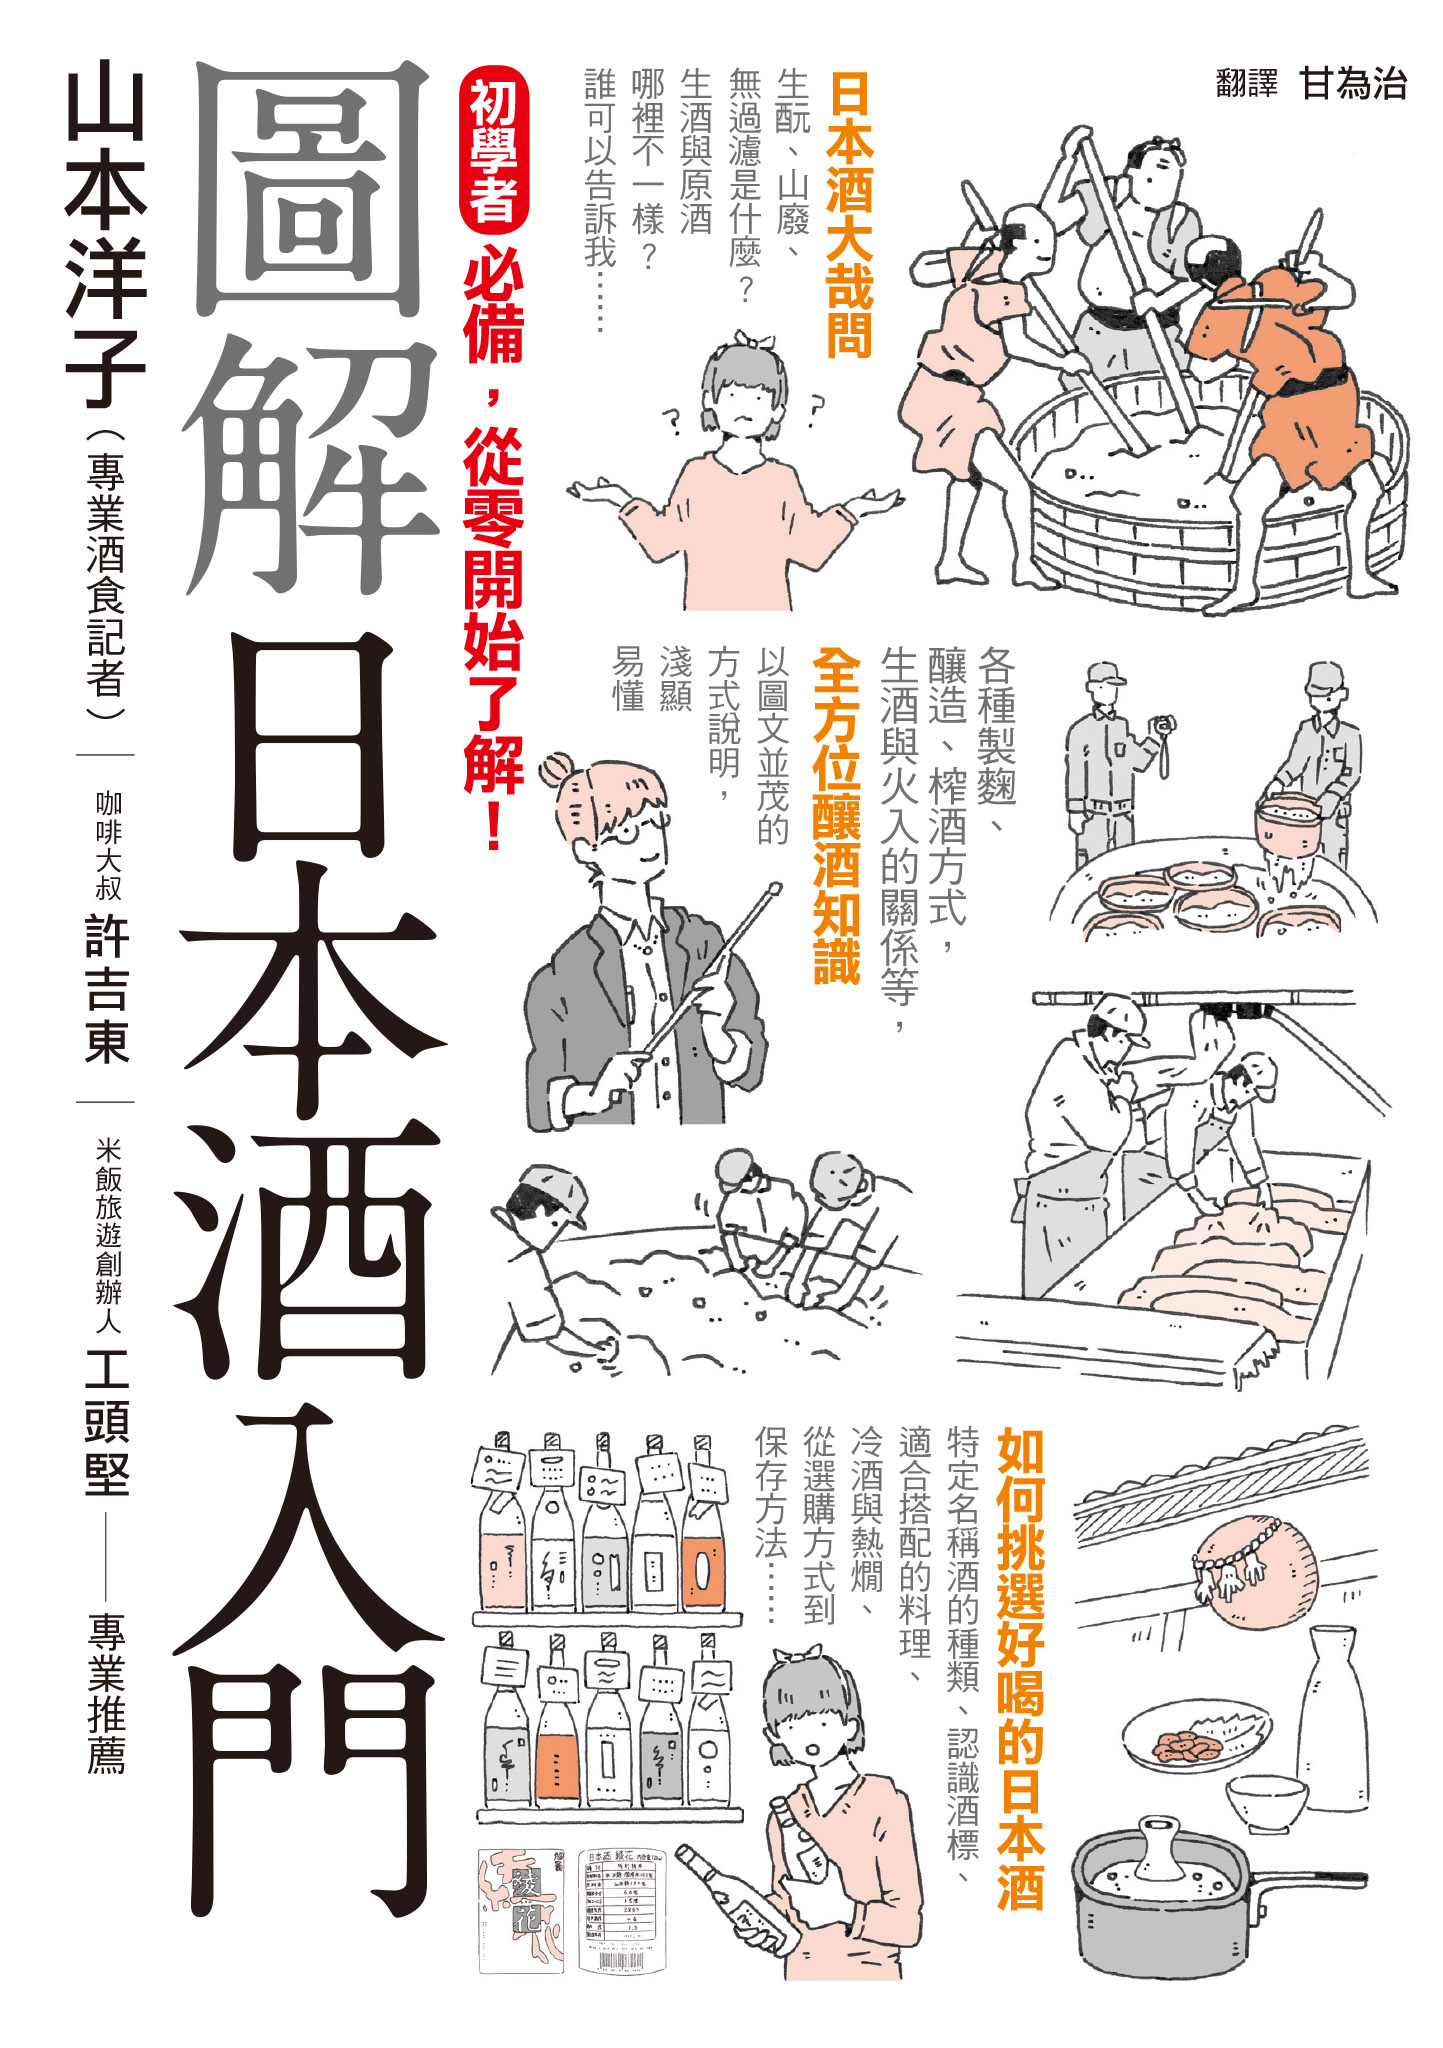 翻譯 甘為治
日本酒大哉問
生酛、山廢、
無過濾是什麼？
生酒與原酒
哪裡不一樣？
誰可以告訴我……
初學者必備，從零開始了解！
圖解日本酒入門
山本洋子（專業酒食記者）
咖啡大叔 許吉東
米飯旅遊創辦人 工頭堅
專業推薦
各種製麴、
釀造、榨酒方式，
生酒與火入的關係等，
全方位釀酒知識
以圖文並茂的
方式說明，
淺顯
易懂
如何挑選好喝的日本酒
特定名稱酒的種類、認識酒標、
適合搭配的料理、
冷酒與熱燗、
從選購方式到
保存方法……
綾花
日本酒 綾花